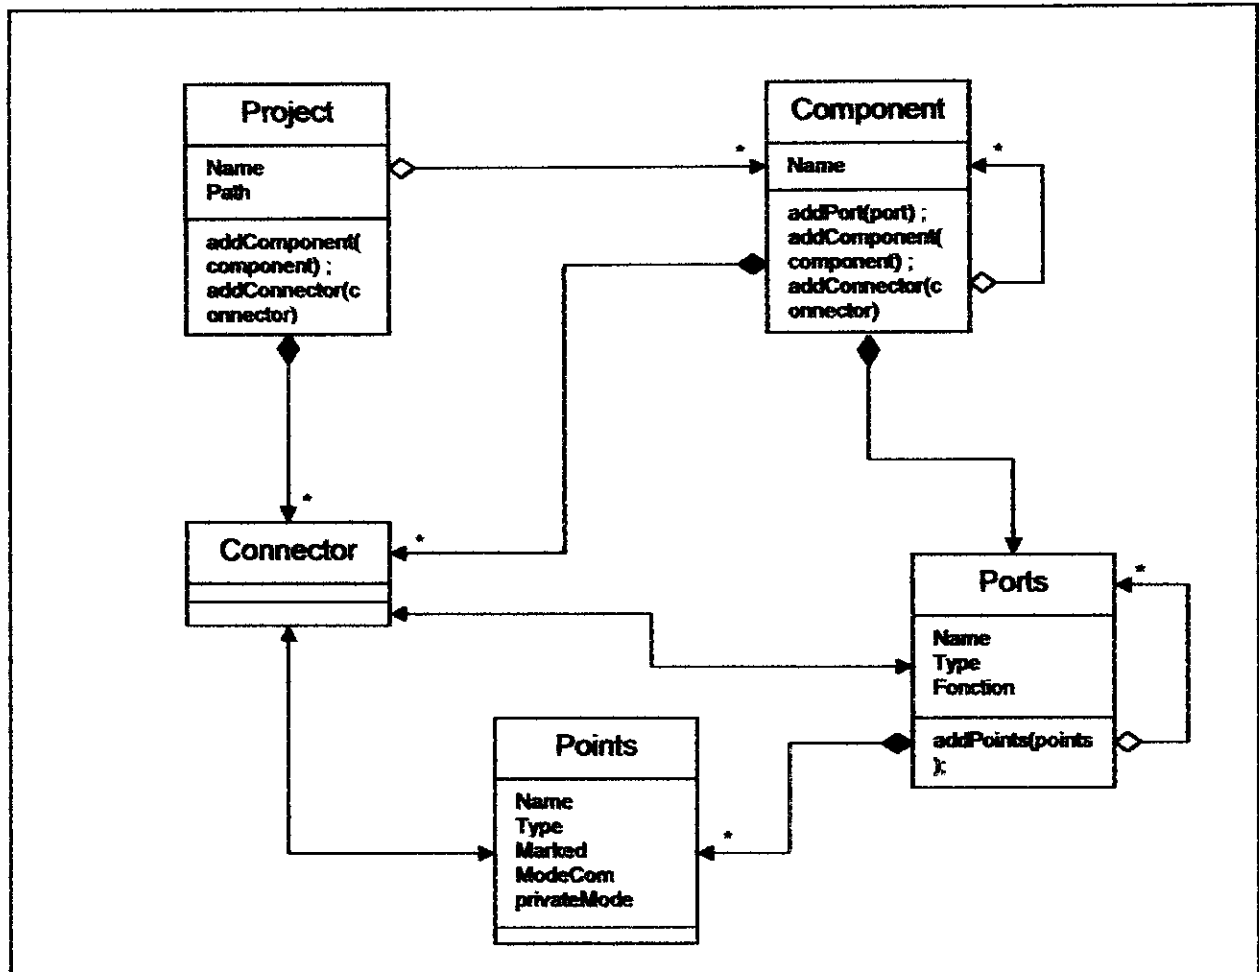 Project
Name
Path
addComponent(
component) ;
addConnector(c
onnector)
*
Component
Name
addPort(port) ;
addComponent(
component) ;
addConnector(c
onnector)
*
*
Connector
*
Ports
Name
Type
Fonction
addPoints(points
);
*
Points
Name
Type
Marked
ModeCom
privateMode
*